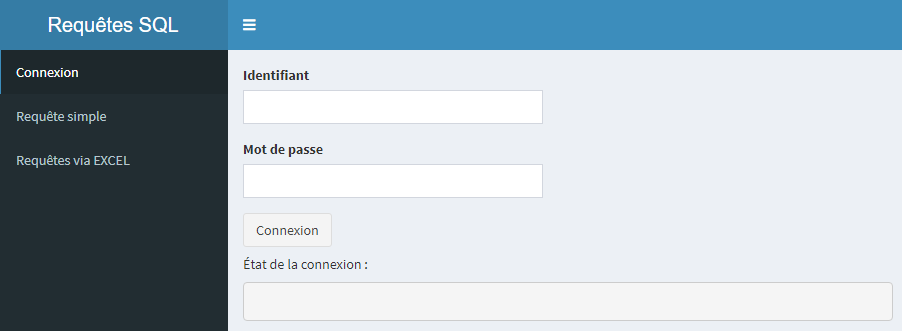 Requêtes SQL
Connexion
Requête simple
Requêtes via EXCEL
Identifiant
Mot de passe
Connexion
État de la connexion :